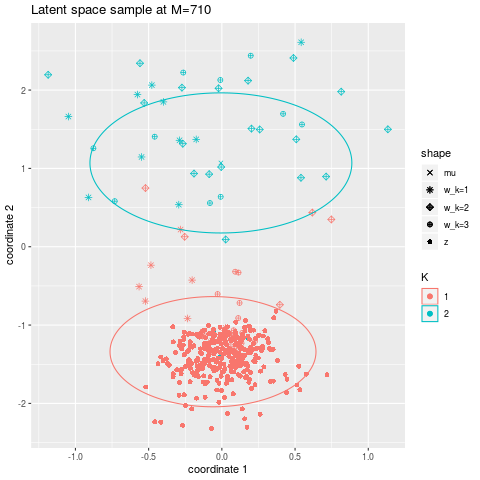 Latent space sample at M=710
coordinate 2
2
1
0
-1
-2
-1.0
-0.5
0.0
0.5
1.0
coordinate 1
shape
mu
w_k=1
w_k=2
w_k=3
z
K
1
2